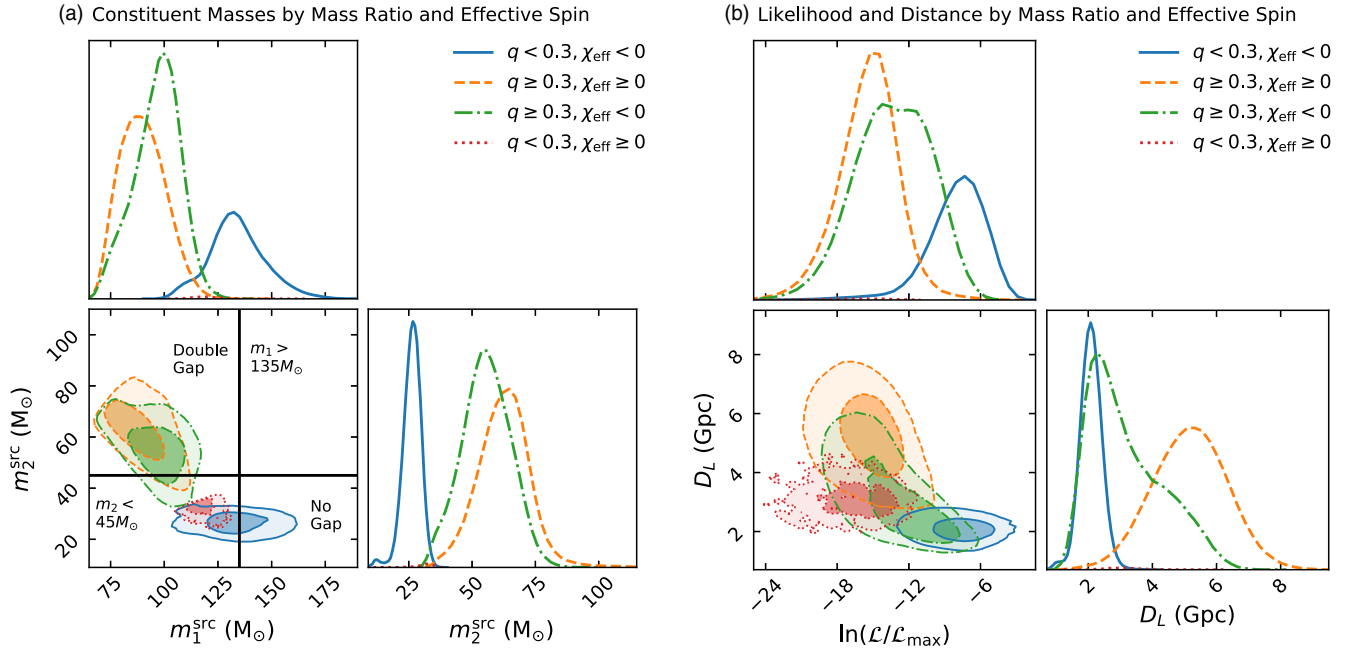 (a) Constituent Masses by Mass Ratio and Effective Spin
q < 0.3, χeff < 0
q ≥ 0.3, χeff ≥ 0
q ≥ 0.3, χeff < 0
q < 0.3, χeff ≥ 0
Double
Gap
m₁ >
135M⊙
m₂ <
45M⊙
No
Gap
100
80
60
40
20
m₂ˢʳᶜ (M⊙)
75
100
125
150
175
m₁ˢʳᶜ (M⊙)
25
50
75
100
m₂ˢʳᶜ (M⊙)
(b) Likelihood and Distance by Mass Ratio and Effective Spin
q < 0.3, χeff < 0
q ≥ 0.3, χeff ≥ 0
q ≥ 0.3, χeff < 0
q < 0.3, χeff ≥ 0
8
6
4
2
D_L (Gpc)
−24
−18
−12
−6
ln(ℒ/ℒmax)
2
4
6
8
D_L (Gpc)